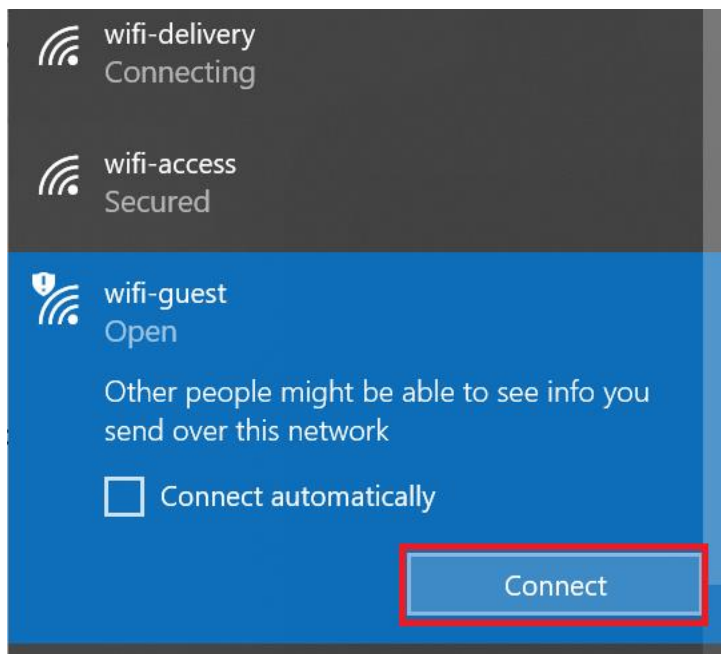 wifi-delivery
Connecting
wifi-access
Secured
wifi-guest
Open
Other people might be able to see info you
send over this network
Connect automatically
Connect